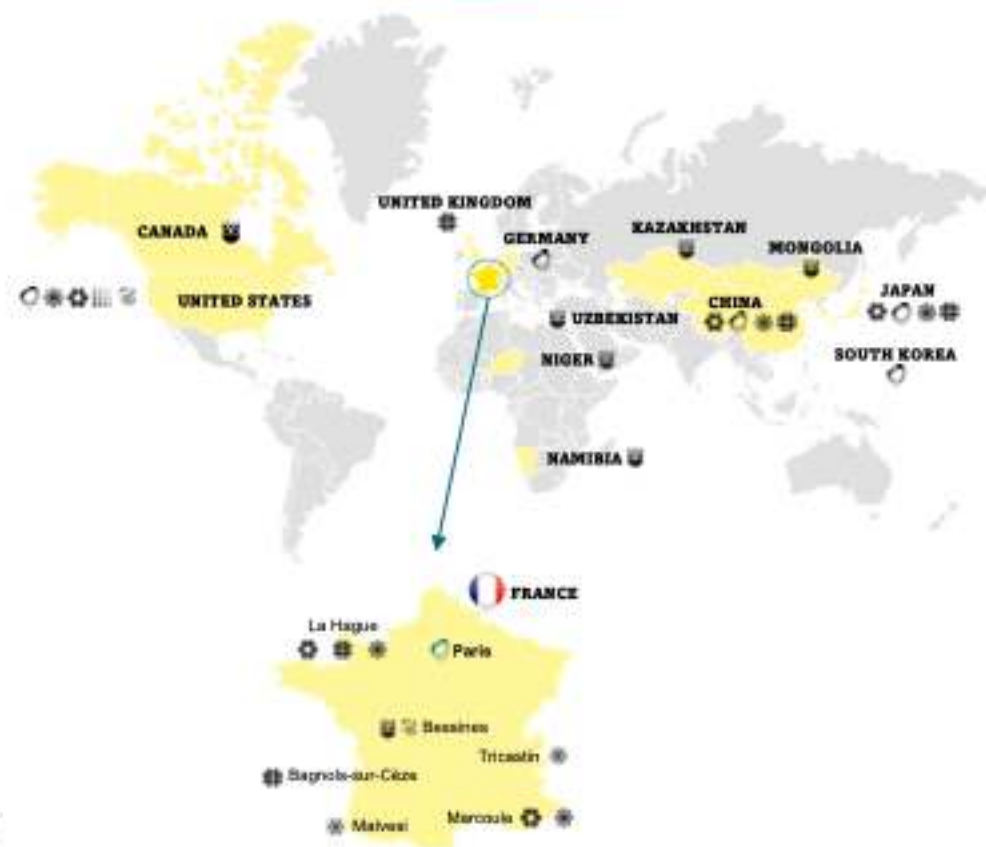 UNITED KINGDOM
GERMANY
KAZAKHSTAN
CANADA
MONGOLIA
JAPAN
UNITED STATES
CHINA
UZBEKISTAN
SOUTH KOREA
NIGER
NAMIBIA
FRANCE
La Hague
Paris
Bessines
Tricastin
Bagnols-sur-Cèze
Malvesi
Marcoule